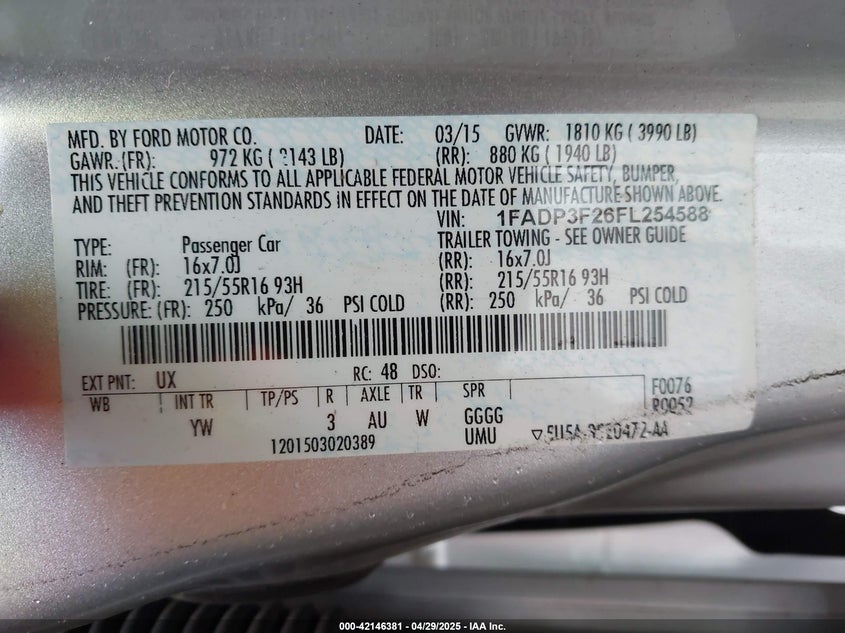 MFD. BY FORD MOTOR CO. DATE: 03/15 GVWR: 1810 KG ( 3990 LB)
GAWR: (FR): 972 KG ( 2143 LB) (RR): 880 KG ( 1940 LB)
THIS VEHICLE CONFORMS TO ALL APPLICABLE FEDERAL MOTOR VEHICLE SAFETY, BUMPER,
AND THEFT PREVENTION STANDARDS IN EFFECT ON THE DATE OF MANUFACTURE SHOWN ABOVE.
VIN: 1FADP3F26FL254588
TYPE: Passenger Car TRAILER TOWING - SEE OWNER GUIDE
RIM: (FR): 16x7.0J (RR): 16x7.0J
TIRE: (FR): 215/55R16 93H (RR): 215/55R16 93H
PRESSURE: (FR): 250 kPa/ 36 PSI COLD (RR): 250 kPa/ 36 PSI COLD
EXT PNT: UX RC: 48 DSO:
WB INT TR TP/PS R AXLE TR SPR F0076
YW 3 AU W GGGG R0052
1201503020389 UMU
000-42146381 | 04/29/2025 - IAA Inc.